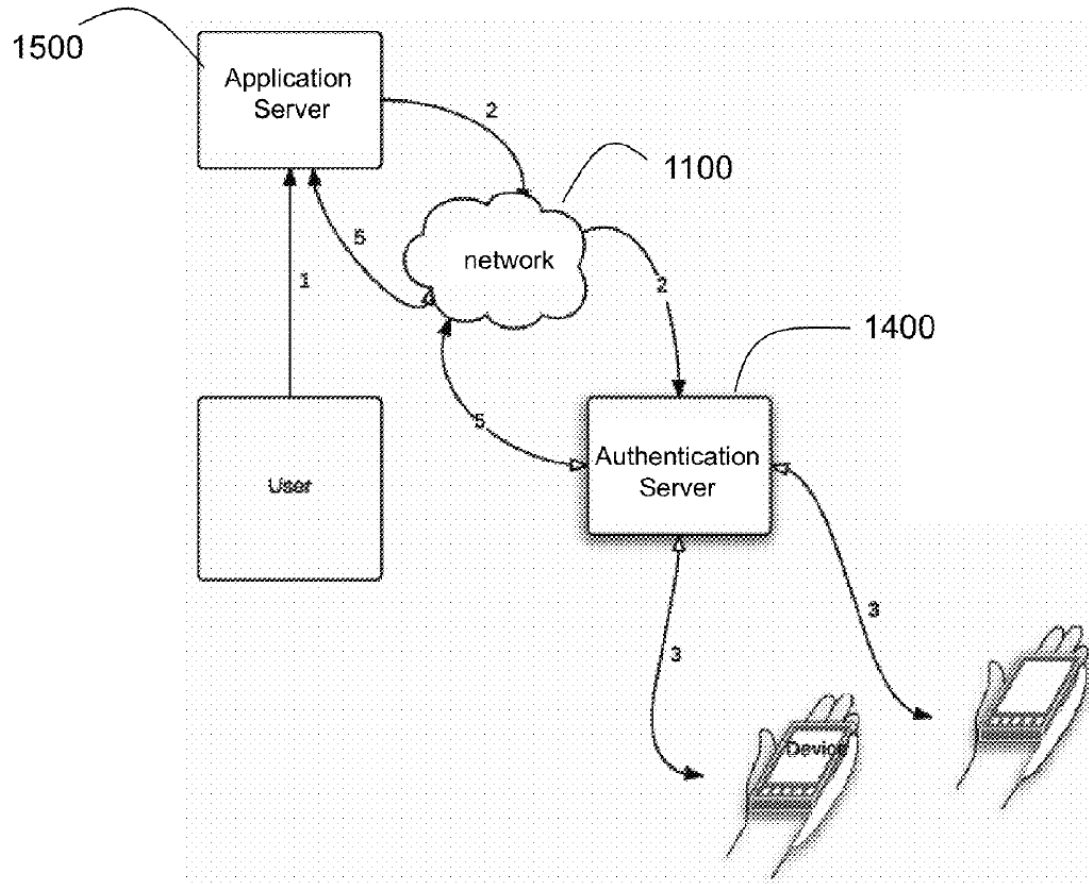 1500
Application
Server
2
1100
5
network
1
2
1400
5
Authentication
Server
User
3
3
Device